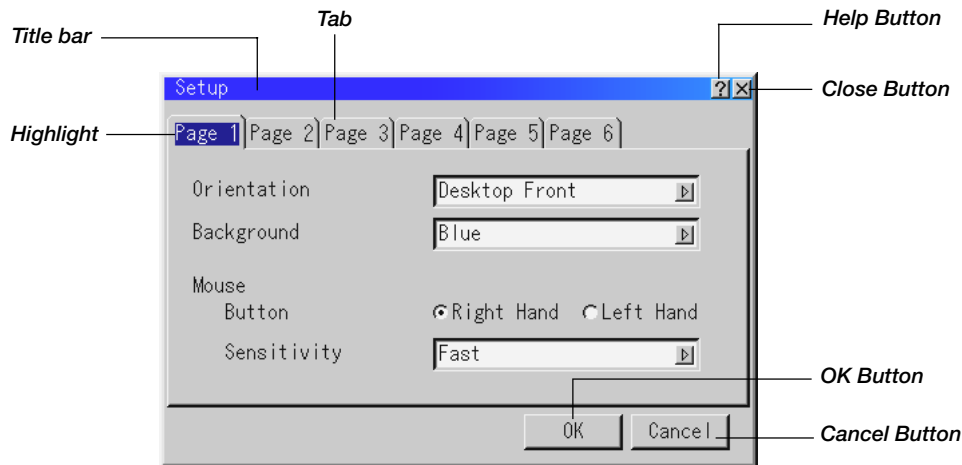 Tab
Help Button
Title bar
Setup
?
Close Button
Highlight
Page 1 Page 2 Page 3 Page 4 Page 5 Page 6
Orientation Desktop Front
Background Blue
Mouse
Button Right Hand Left Hand
Sensitivity Fast
OK Button
OK Cancel
Cancel Button